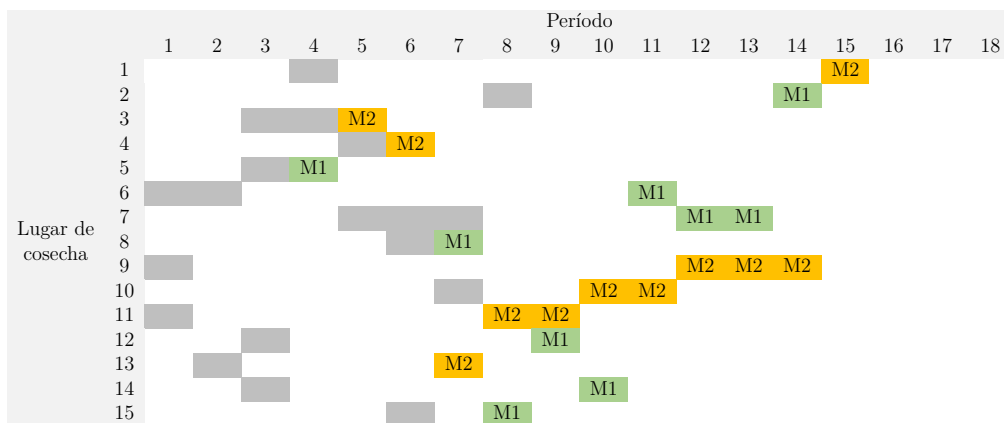 Período
1 2 3 4 5 6 7 8 9 10 11 12 13 14 15 16 17 18
1 M2
2 M1
3 M2
4 M2
5 M1
6 M1
7 M1 M1
Lugar de
8 M1
cosecha
9 M2 M2 M2
10 M2 M2
11 M2 M2
12 M1
13 M2
14 M1
15 M1